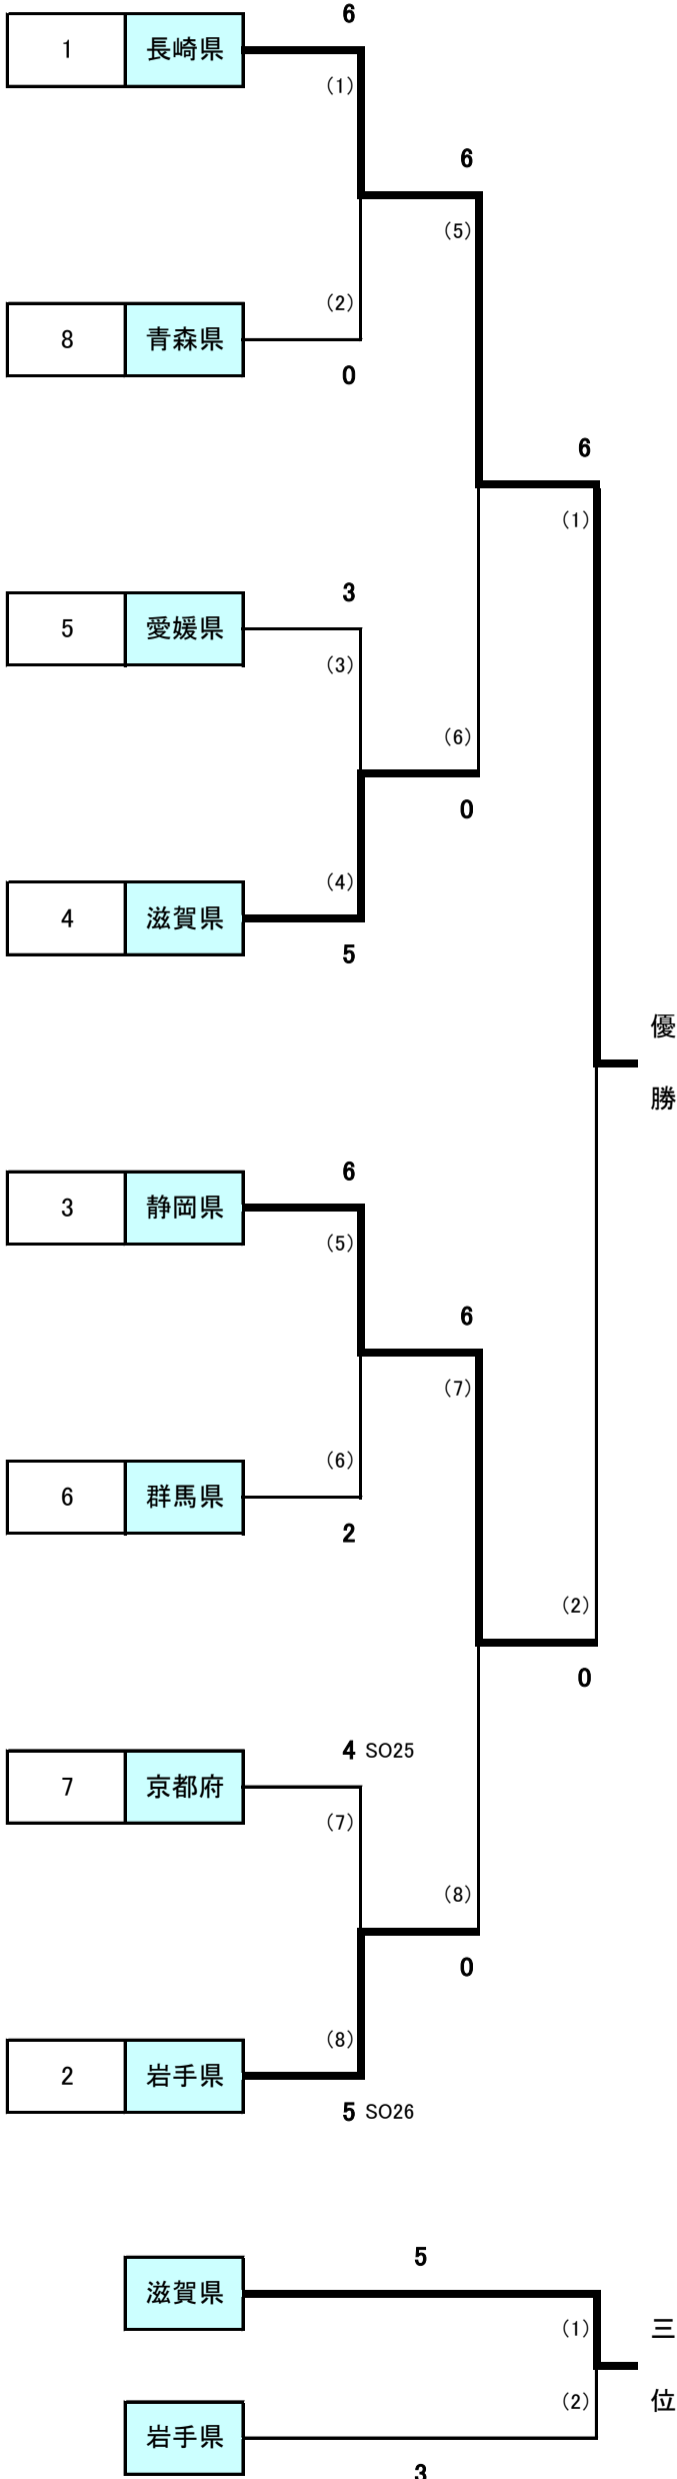 6
1 長崎県
(1)
6
(5)
(2)
8 青森県
0
6
(1)
3
5 愛媛県
(3)
(6)
0
(4)
4 滋賀県
5
優
勝
6
3 静岡県
(5)
6
(7)
(6)
6 群馬県
2
(2)
0
4 SO25
7 京都府
(7)
(8)
0
(8)
2 岩手県
5 SO26
5
滋賀県
(1)
三
位
(2)
岩手県
3